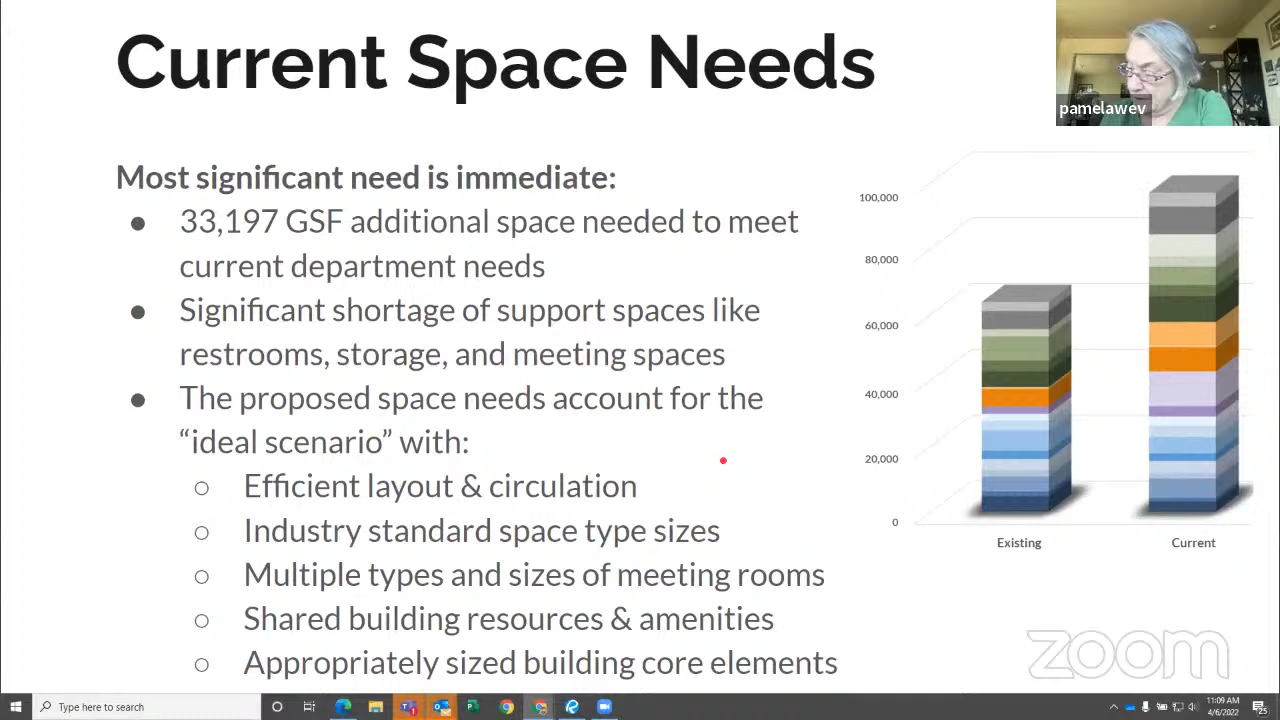 Current Space Needs
pamelawev
Most significant need is immediate:
● 33,197 GSF additional space needed to meet
current department needs
● Significant shortage of support spaces like
restrooms, storage, and meeting spaces
● The proposed space needs account for the
“ideal scenario” with:
○ Efficient layout & circulation
○ Industry standard space type sizes
○ Multiple types and sizes of meeting rooms
○ Shared building resources & amenities
○ Appropriately sized building core elements
100,000
80,000
60,000
40,000
20,000
0
Existing
Current
zoom
Type here to search
11:09 AM
4/6/2022
25